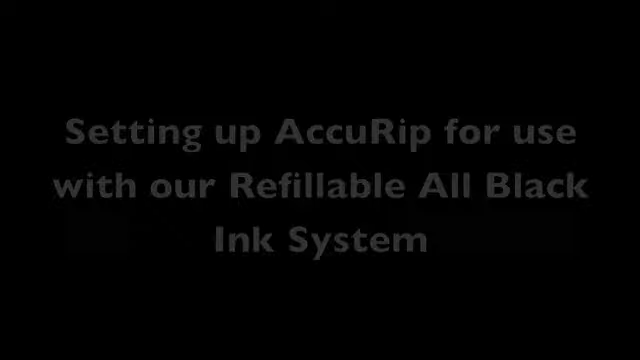 Setting up AccuRip for use
with our Refillable All Black
Ink System